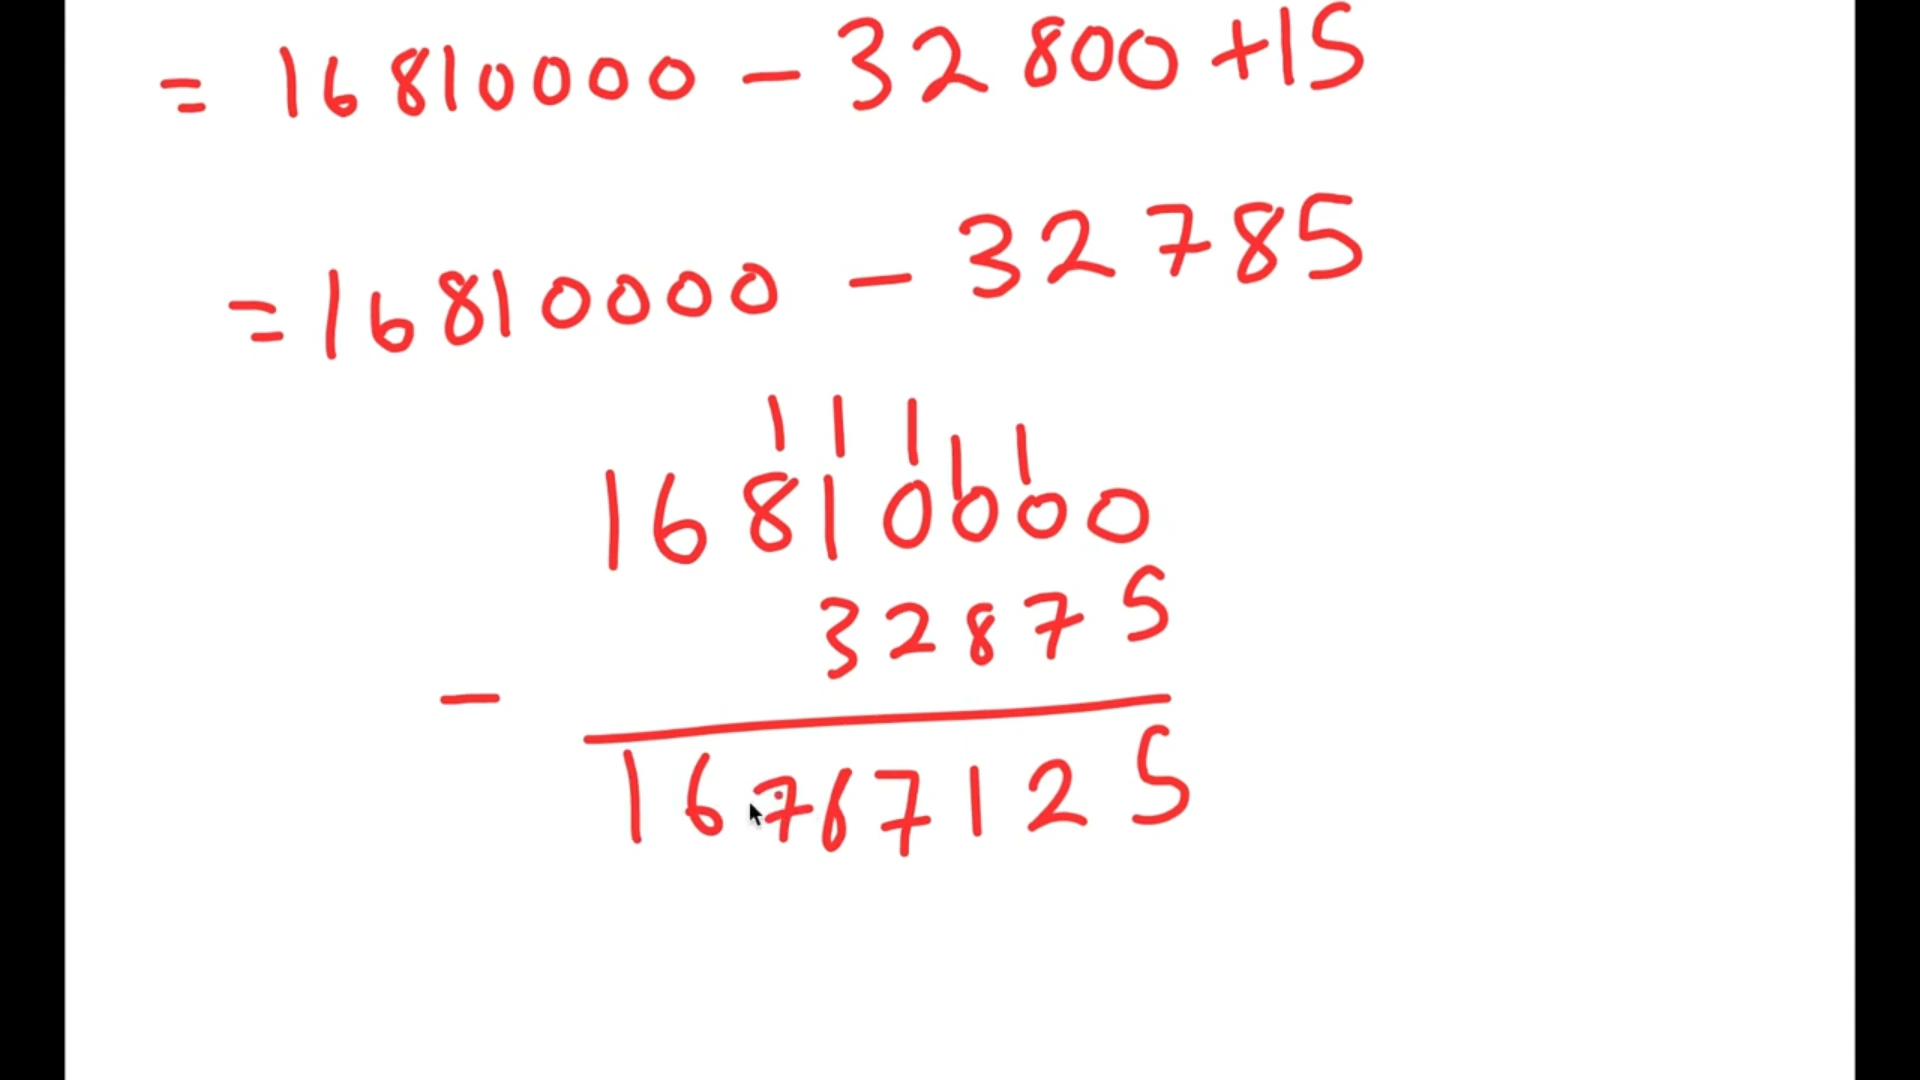 = 16810000 - 32800 + 15
= 16810000 - 32785
1 1 1 1 1
16810000
32875
-
16767125